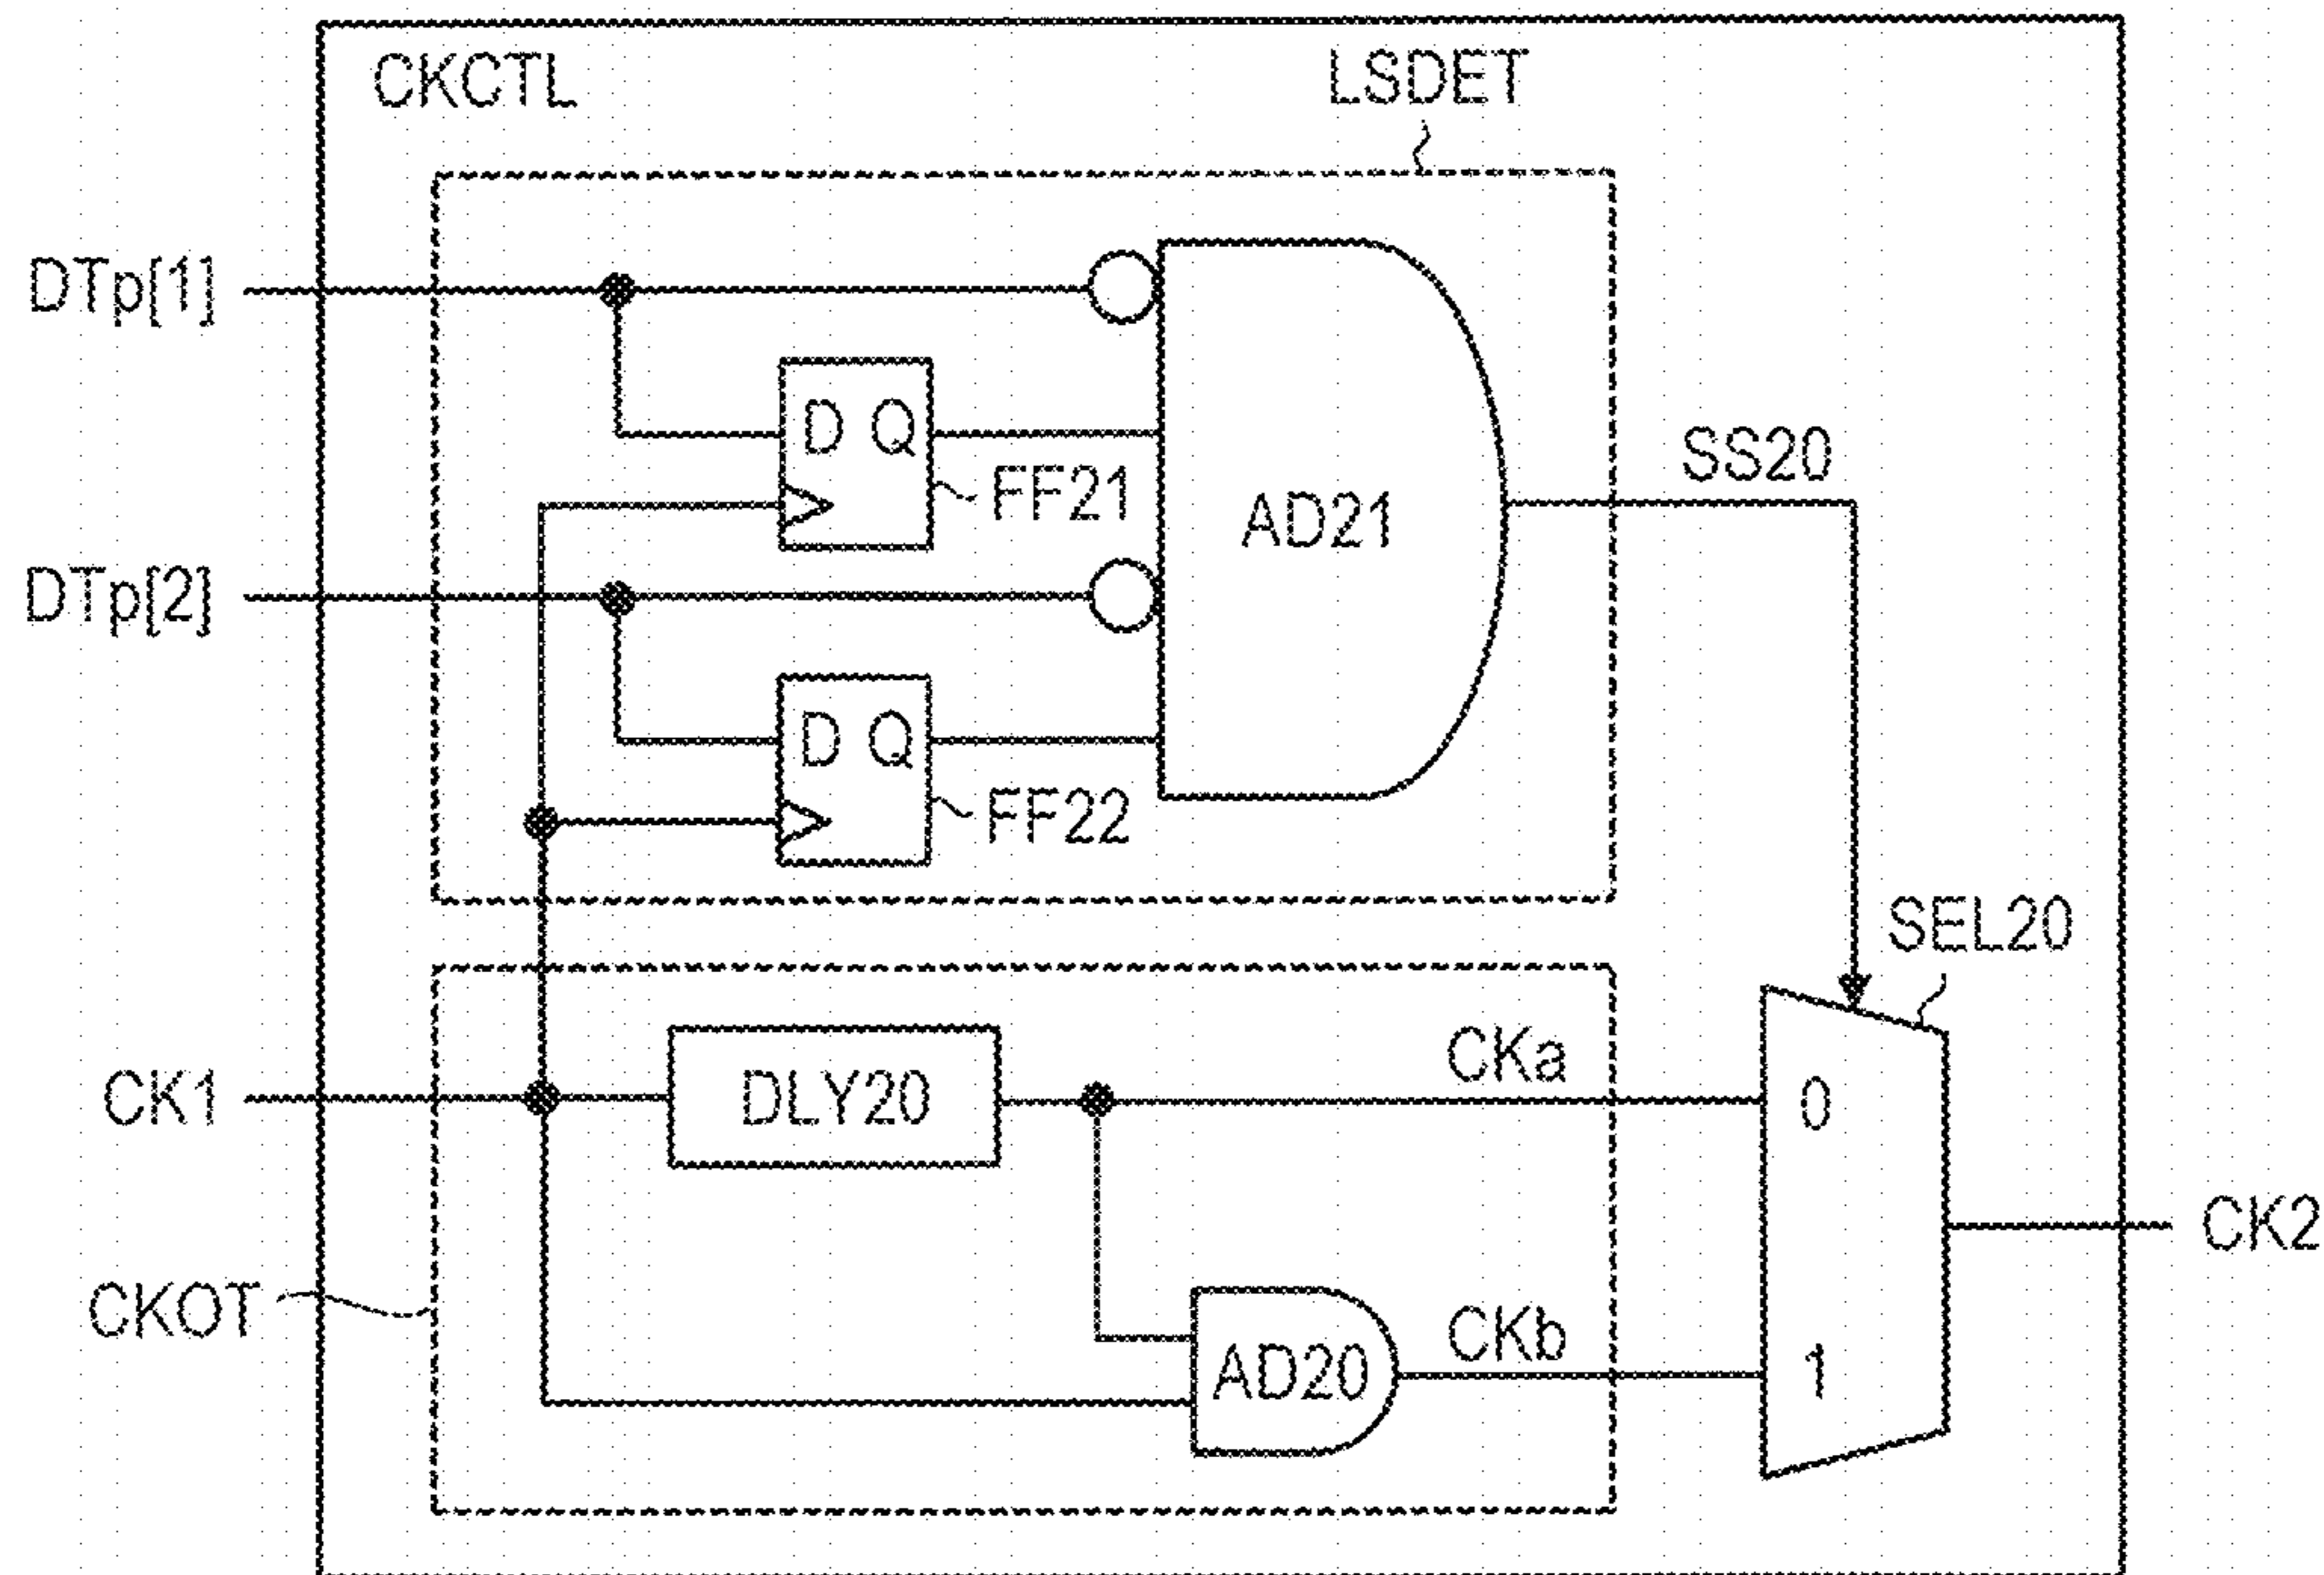 CKCTL
LSDET
DTp[1]
D Q
FF21
SS20
AD21
DTp[2]
D Q
FF22
SEL20
CK1
DLY20
CKa
0
CK2
CKOT
AD20
CKb
1